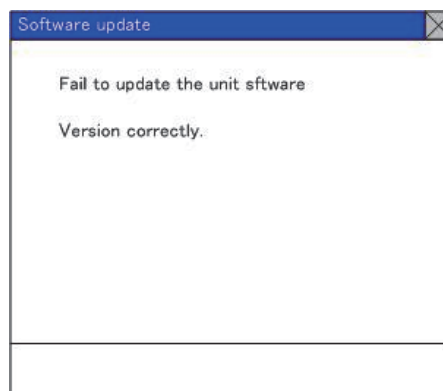 Software update
Fail to update the unit sftware
Version correctly.